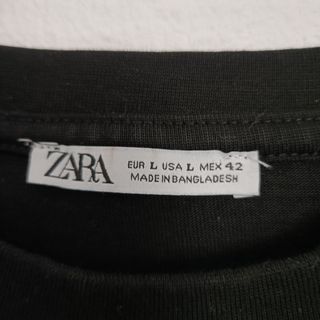 ZARA
EUR L USA L MEX 42
MADE IN BANGLADESH